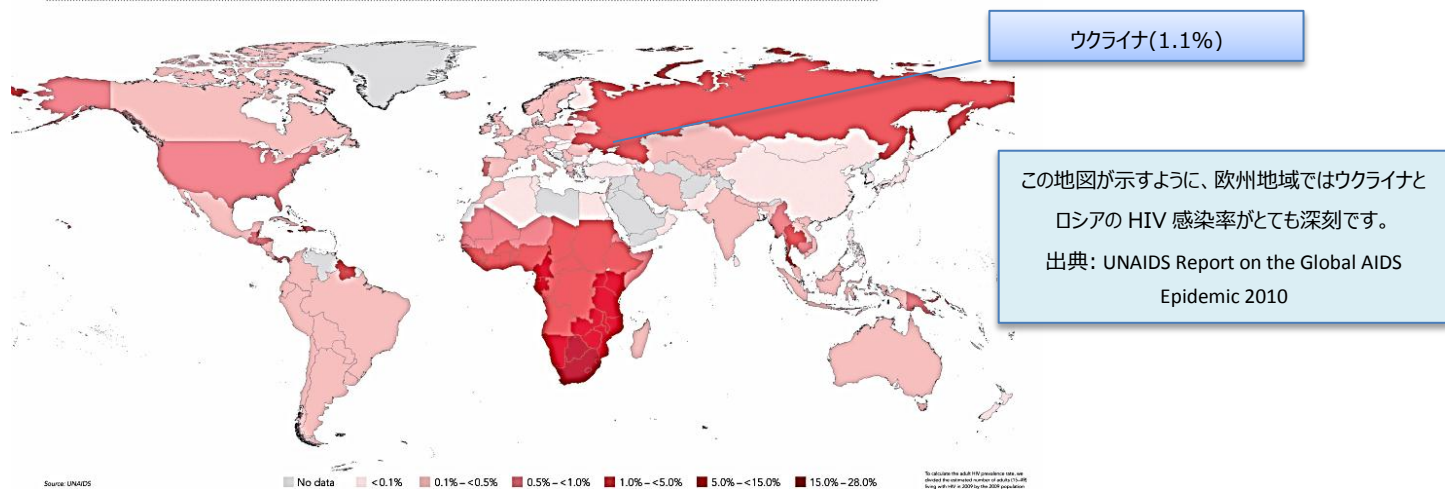 ウクライナ(1.1%)
この地図が示すように、欧州地域ではウクライナと
ロシアの HIV 感染率がとても深刻です。
出典: UNAIDS Report on the Global AIDS
Epidemic 2010
Source: UNAIDS
No data <0.1% 0.1% – <0.5% 0.5% – <1.0% 1.0% – <5.0% 5.0% – <15.0% 15.0% – 28.0%
To calculate the adult HIV prevalence rate, we
divided the estimated number of adults (15–49)
living with HIV in 2009 by the 2009 population